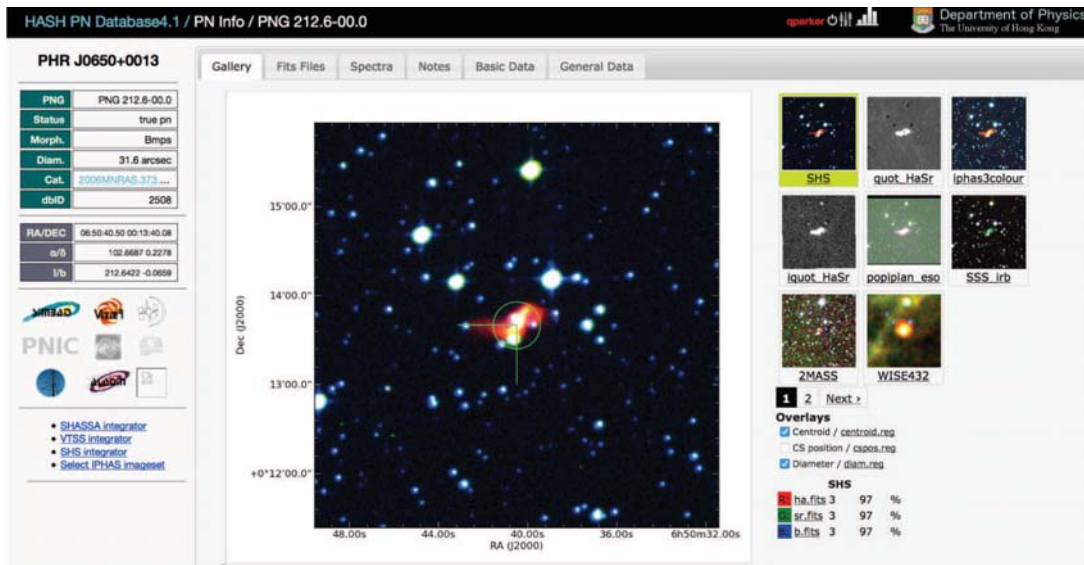 HASH PN Database4.1 / PN Info / PNG 212.6-00.0
qparker
Department of Physics
The University of Hong Kong
PHR J0650+0013
PNG PNG 212.6-00.0
Status true pn
Morph. Bmps
Diam. 31.6 arcsec
Cat. 2006MNRAS.373....
dbID 2508
RA/DEC 06:50:40.50 00:13:40.08
α/δ 102.6687 0.2278
l/b 212.6422 -0.0659
PNIC
SHASSA integrator
VTSS integrator
SHS integrator
Select IPHAS imageset
Gallery Fits Files Spectra Notes Basic Data General Data
15'00.0"
14'00.0"
13'00.0"
+0°12'00.0"
Dec (J2000)
48.00s 44.00s 40.00s 36.00s 6h50m32.00s
RA (J2000)
SHS quot_HaSr iphas3colour
iquot_HaSr popiplan_eso SSS_irb
2MASS WISE432
1 2 Next ›
Overlays
Centroid / centroid.reg
CS position / cspos.reg
Diameter / diam.reg
SHS
R: ha.fits 3 97 %
G: sr.fits 3 97 %
b.fits 3 97 %